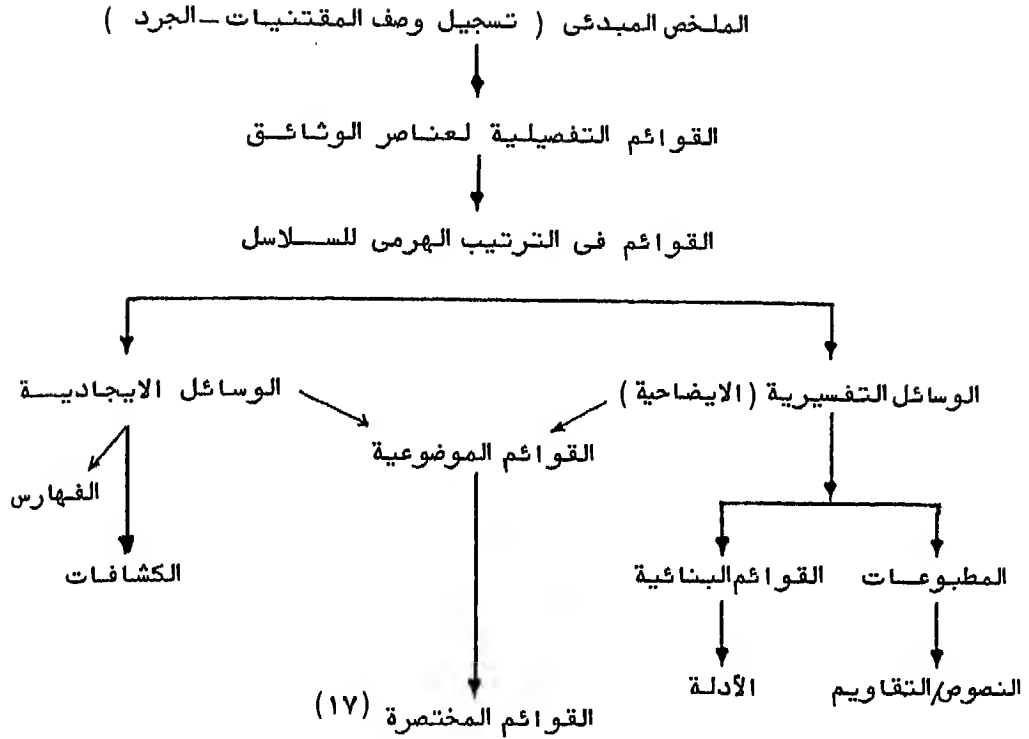 الملخص المبدئى ( تسجيل وصف المقتنيات - الجرد )
القوائم التفصيلية لعناصر الوثائق
القوائم فى الترتيب الهرمى للسلاسل
الوسائل التفسيرية ( الايضاحية )
الوسائل الايجادية
القوائم الموضوعية
الفهارس
المطبوعات
القوائم البنائية
الكشافات
النصوص/التقاويم
الأدلة
القوائم المختصرة (١٧)